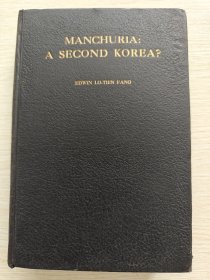 MANCHURIA:
A SECOND KOREA?
EDWIN LO-TIEN FANG